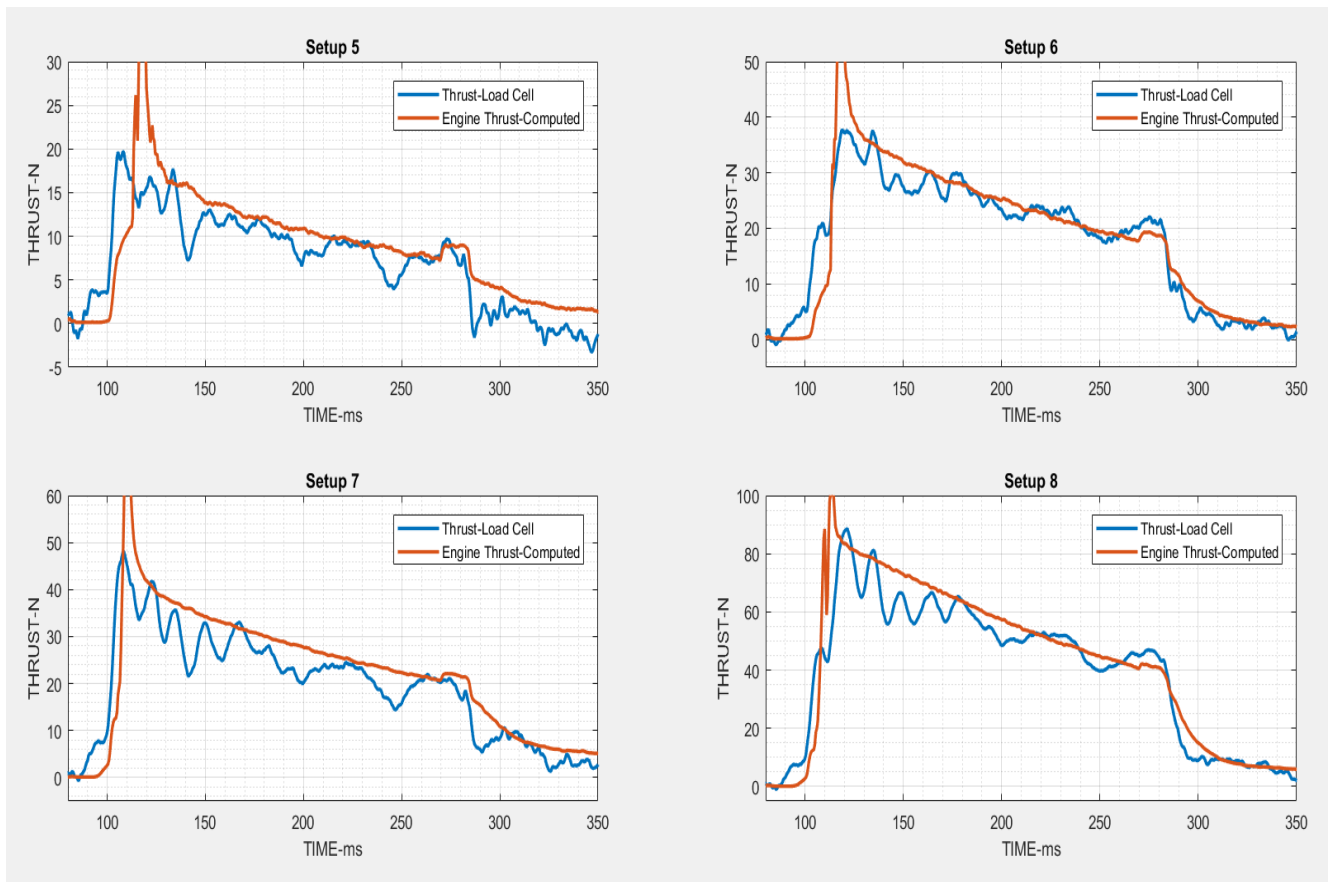 Setup 5
30
25
20
15
10
5
0
-5
THRUST-N
Thrust-Load Cell
Engine Thrust-Computed
100
150
200
250
300
350
TIME-ms
Setup 6
50
40
30
20
10
0
THRUST-N
Thrust-Load Cell
Engine Thrust-Computed
100
150
200
250
300
350
TIME-ms
Setup 7
60
50
40
30
20
10
0
THRUST-N
Thrust-Load Cell
Engine Thrust-Computed
100
150
200
250
300
350
TIME-ms
Setup 8
100
80
60
40
20
0
THRUST-N
Thrust-Load Cell
Engine Thrust-Computed
100
150
200
250
300
350
TIME-ms